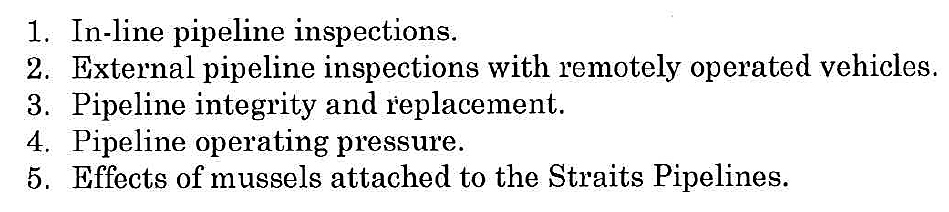 1. In-line pipeline inspections.
2. External pipeline inspections with remotely operated vehicles.
3. Pipeline integrity and replacement.
4. Pipeline operating pressure.
5. Effects of mussels attached to the Straits Pipelines.